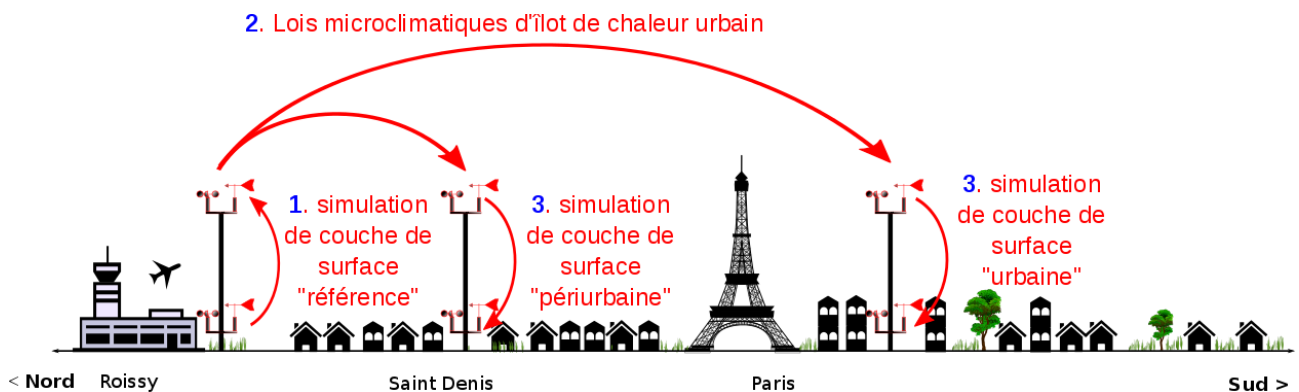 2. Lois microclimatiques d'îlot de chaleur urbain
1. simulation
de couche de
surface
"référence"
3. simulation
de couche de
surface
"périurbaine"
3. simulation
de couche de
surface
"urbaine"
< Nord Roissy Saint Denis Paris Sud >